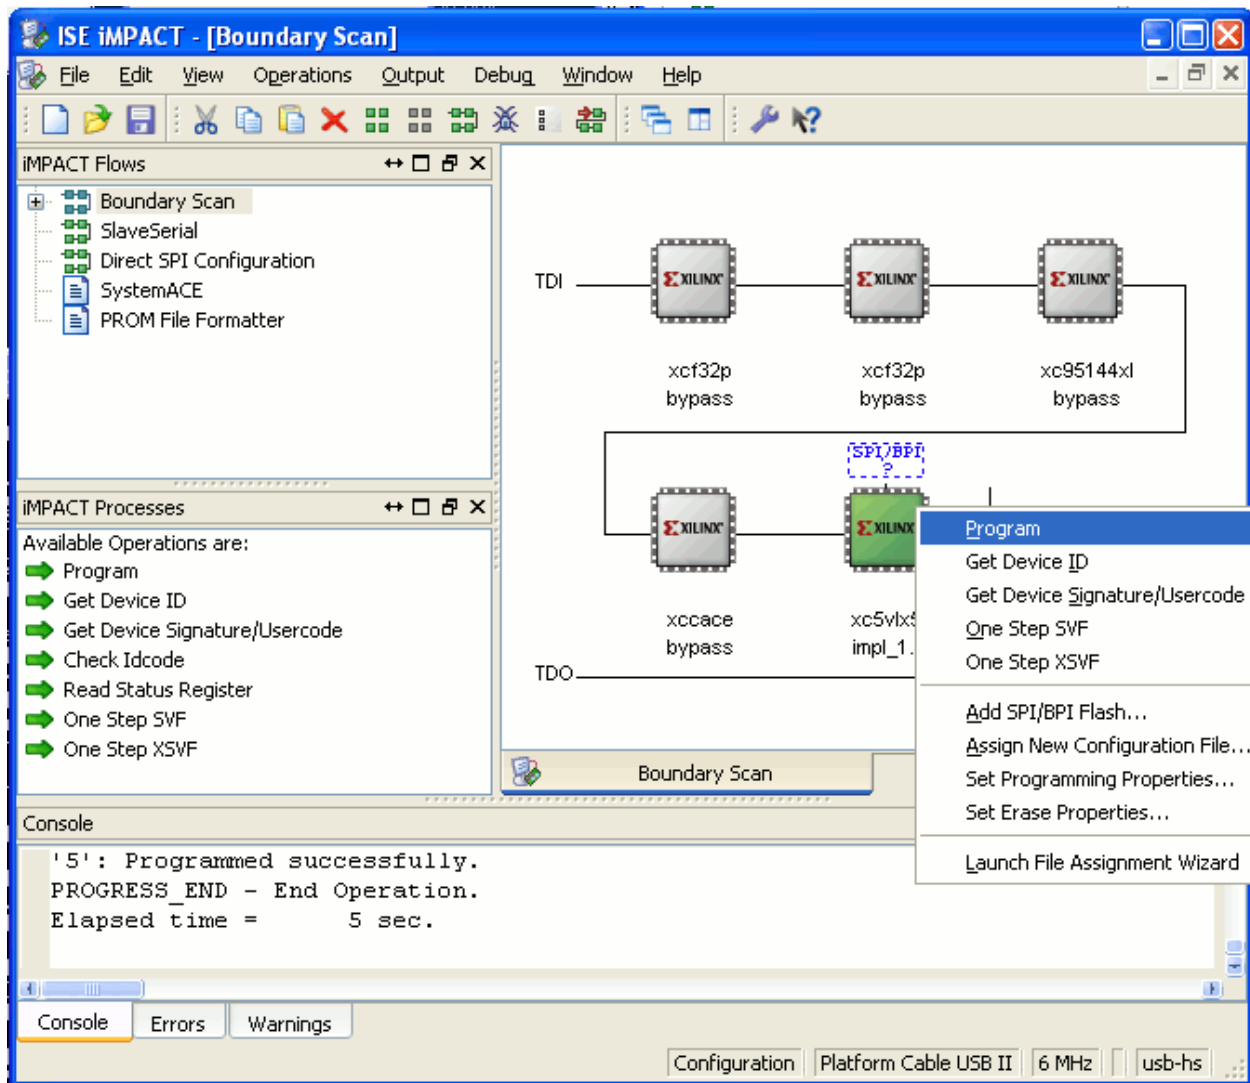 ISE iMPACT - [Boundary Scan]
File Edit View Operations Output Debug Window Help
iMPACT Flows
Boundary Scan
SlaveSerial
Direct SPI Configuration
SystemACE
PROM File Formatter
iMPACT Processes
Available Operations are:
Program
Get Device ID
Get Device Signature/Usercode
Check Idcode
Read Status Register
One Step SVF
One Step XSVF
TDI
XILINX
XILINX
XILINX
xcf32p
bypass
xcf32p
bypass
xc95144xl
bypass
SPI/BPI
?
XILINX
XILINX
xccace
bypass
xc5vlx5
impl_1.
TDO
Program
Get Device ID
Get Device Signature/Usercode
One Step SVF
One Step XSVF
Add SPI/BPI Flash...
Assign New Configuration File...
Set Programming Properties...
Set Erase Properties...
Launch File Assignment Wizard
Boundary Scan
Console
'5': Programmed successfully.
PROGRESS_END - End Operation.
Elapsed time =      5 sec.
Console Errors Warnings
Configuration Platform Cable USB II 6 MHz usb-hs